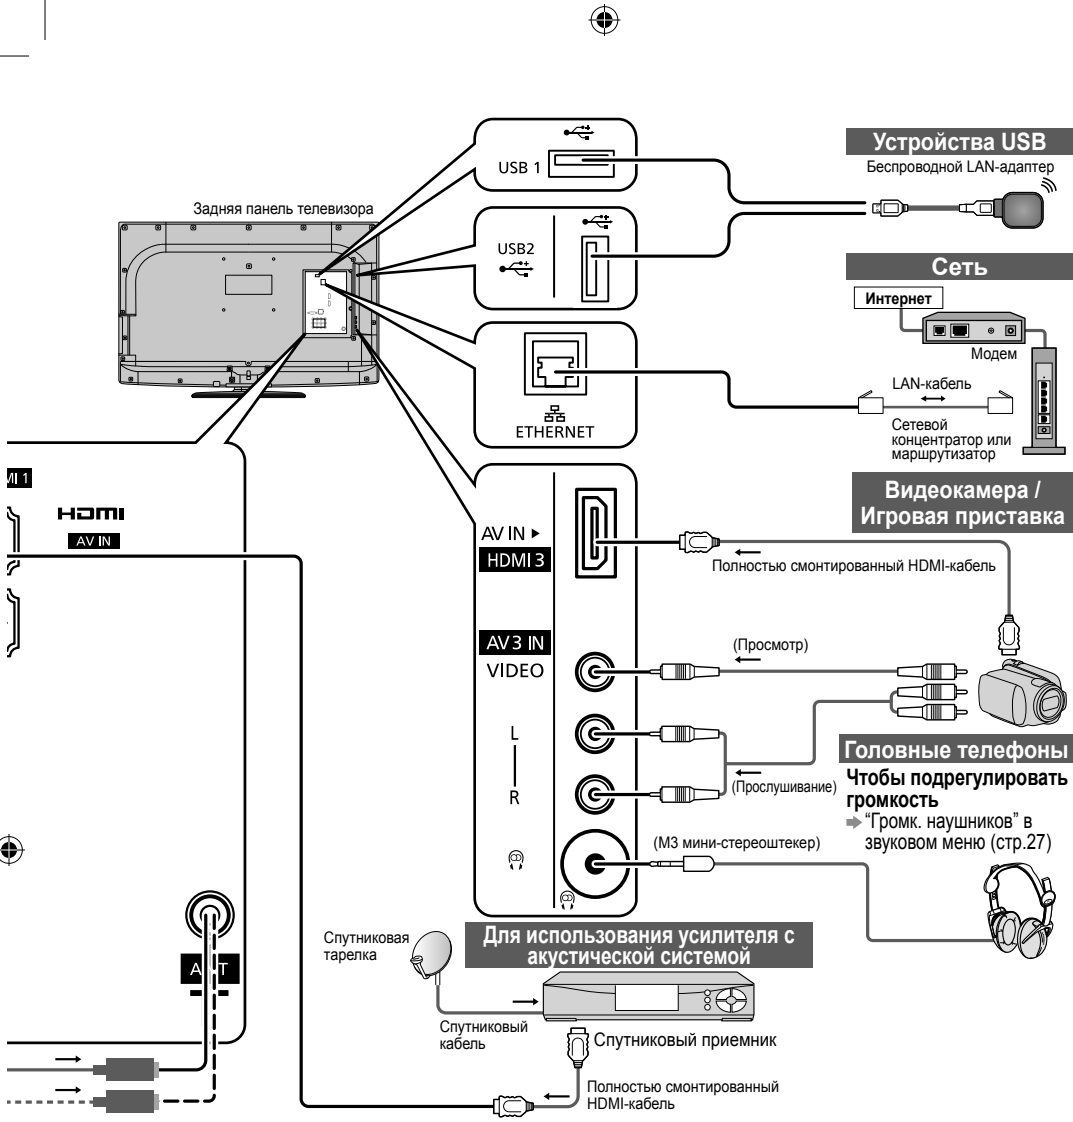 USB 1
Устройства USB
Беспроводной LAN-адаптер
Задняя панель телевизора
USB2
Сеть
Интернет
Модем
LAN-кабель
Сетевой
концентратор или
маршрутизатор
ETHERNET
MI 1
HDMI
AV IN
AV IN
HDMI 3
Видеокамера /
Игровая приставка
Полностью смонтированный HDMI-кабель
AV3 IN
VIDEO
(Просмотр)
L
R
(Прослушивание)
Головные телефоны
Чтобы подрегулировать
громкость
“Громк. наушников” в
звуковом меню (стр.27)
(М3 мини-стереоштекер)
ANT
Спутниковая
тарелка
Для использования усилителя с
акустической системой
Спутниковый
кабель
Спутниковый приемник
Полностью смонтированный
HDMI-кабель